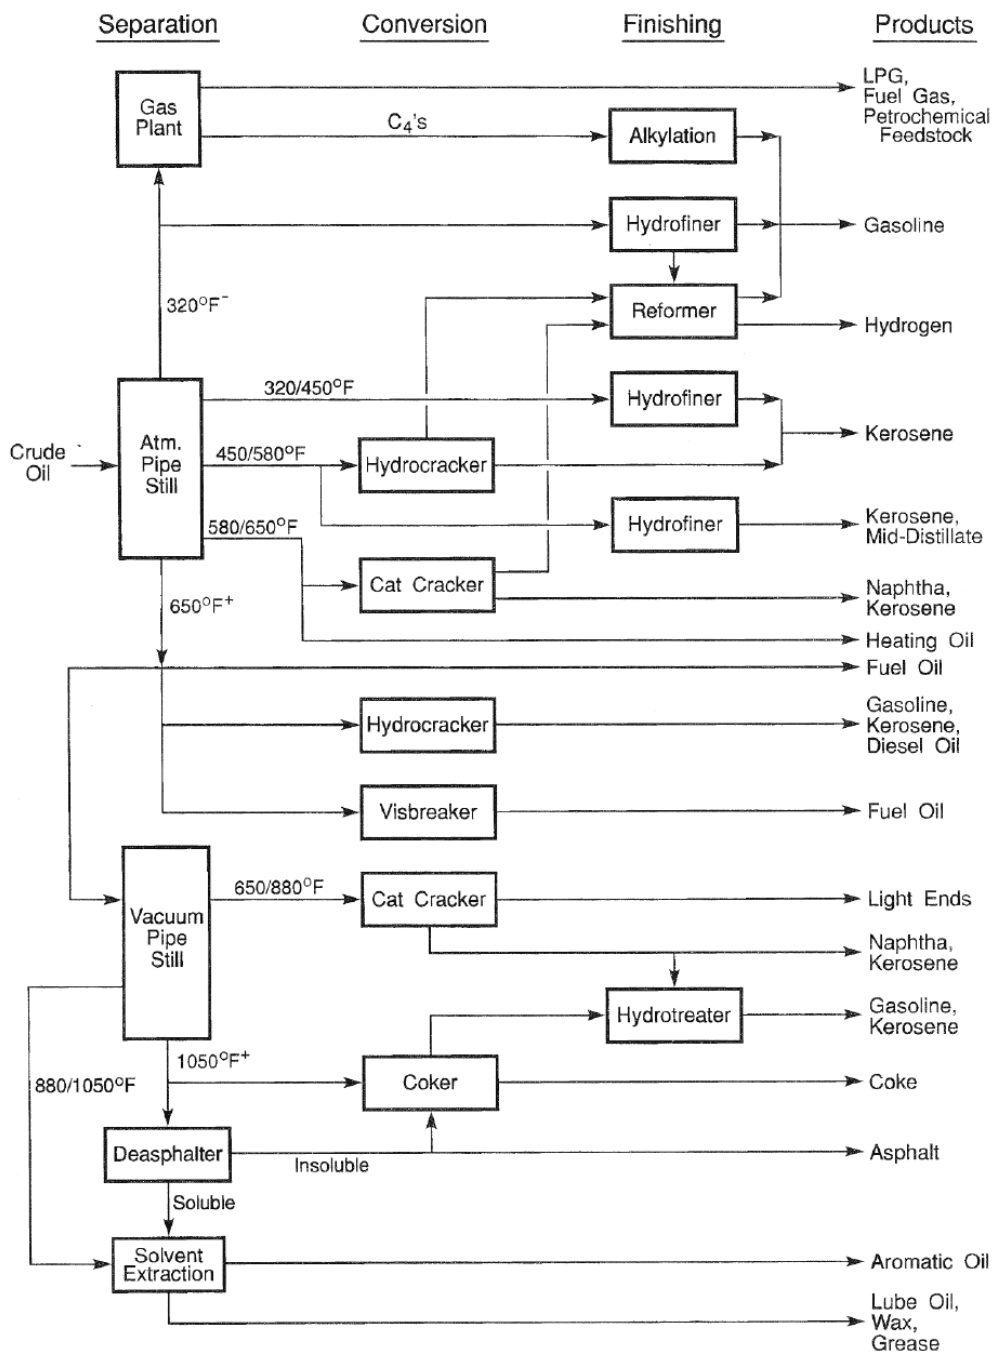 Separation
Conversion
Finishing
Products
Gas
Plant
LPG,
Fuel Gas,
Petrochemical
Feedstock
C4's
Alkylation
Hydrofiner
Gasoline
320°F-
Reformer
Hydrogen
320/450°F
Hydrofiner
Crude
Oil
Atm.
Pipe
Still
450/580°F
Hydrocracker
Kerosene
580/650°F
Hydrofiner
Kerosene,
Mid-Distillate
Cat Cracker
Naphtha,
Kerosene
650°F+
Heating Oil
Fuel Oil
Hydrocracker
Gasoline,
Kerosene,
Diesel Oil
Visbreaker
Fuel Oil
Vacuum
Pipe
Still
650/880°F
Cat Cracker
Light Ends
Naphtha,
Kerosene
Hydrotreater
Gasoline,
Kerosene
1050°F+
880/1050°F
Coker
Coke
Deasphalter
Insoluble
Asphalt
Soluble
Solvent
Extraction
Aromatic Oil
Lube Oil,
Wax,
Grease